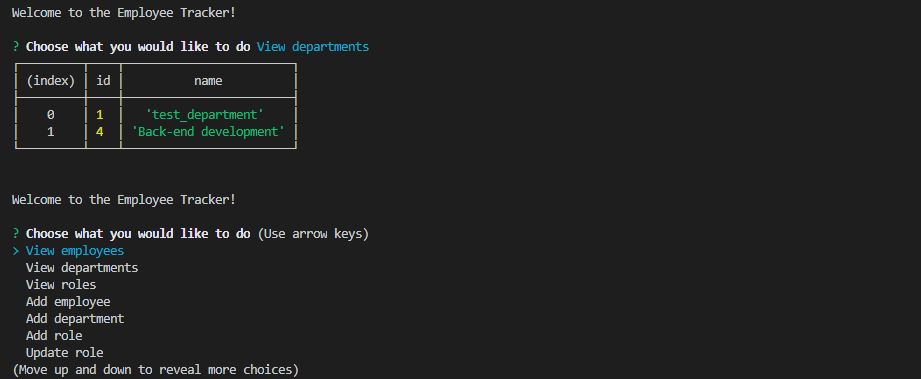 Welcome to the Employee Tracker!
? Choose what you would like to do View departments
(index) id name
0 1 'test_department'
1 4 'Back-end development'
Welcome to the Employee Tracker!
? Choose what you would like to do (Use arrow keys)
> View employees
View departments
View roles
Add employee
Add department
Add role
Update role
(Move up and down to reveal more choices)